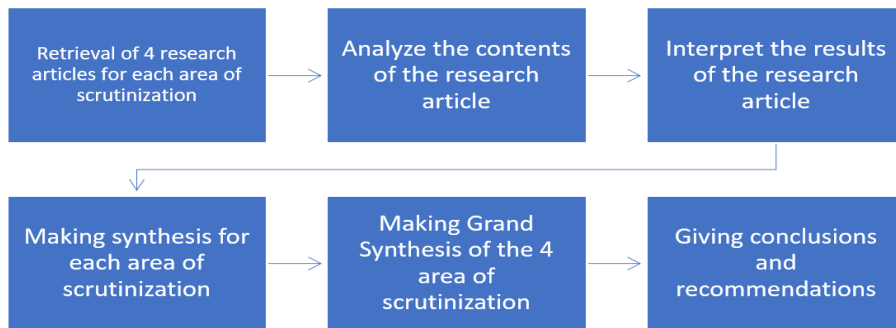 Retrieval of 4 research
articles for each area of
scrutinization
Analyze the contents
of the research
article
Interpret the results
of the research
article
Making synthesis for
each area of
scrutinization
Making Grand
Synthesis of the 4
area of
scrutinization
Giving conclusions
and
recommendations